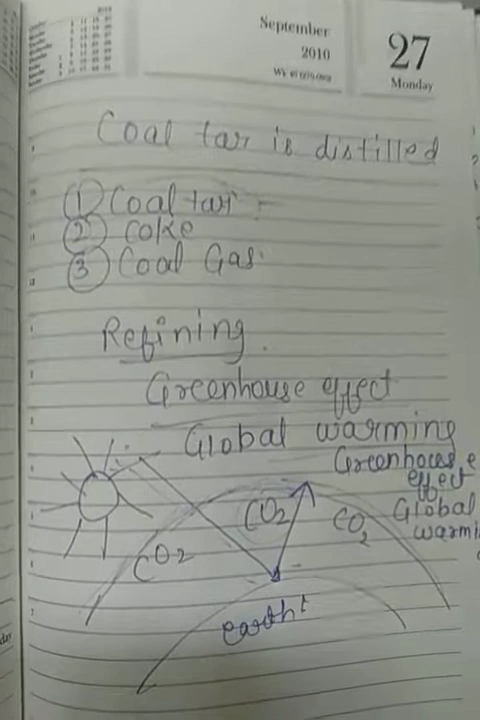 September
2010
27
Monday
Coal tar is distilled
① Coal tar
② Coke
③ Coal Gas
Refining
Greenhouse effect
Global warming
Greenhouse
effect
Global
CO2
CO2
CO2
earth